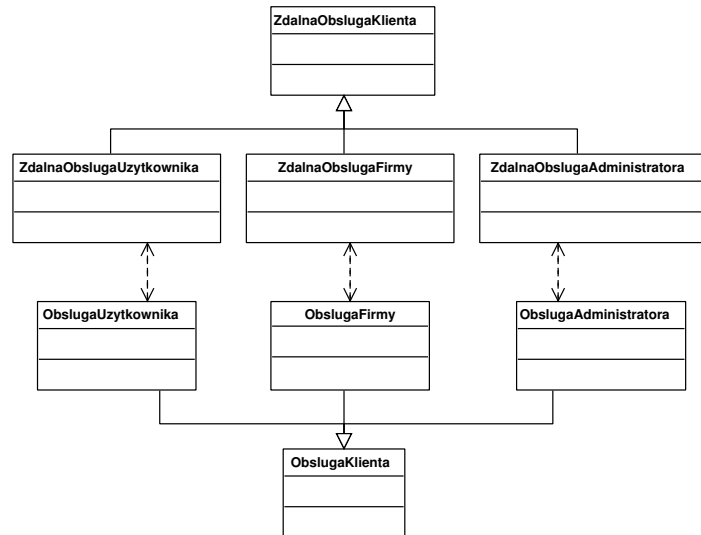 ZdalnaObslugaKlienta
ZdalnaObslugaUzytkownika
ZdalnaObslugaFirmy
ZdalnaObslugaAdministratora
ObslugaUzytkownika
ObslugaFirmy
ObslugaAdministratora
ObslugaKlienta